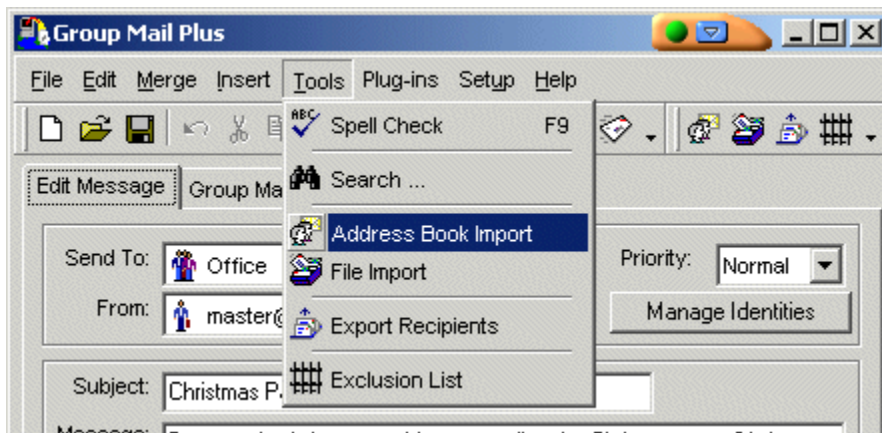 Group Mail Plus
File Edit Merge Insert Tools Plug-ins Setup Help
ABC Spell Check F9
Edit Message Group Ma
Search ...
Address Book Import
Send To: Office Priority: Normal
File Import
From: master@ Manage Identities
Export Recipients
Subject: Christmas P
Exclusion List
Message: